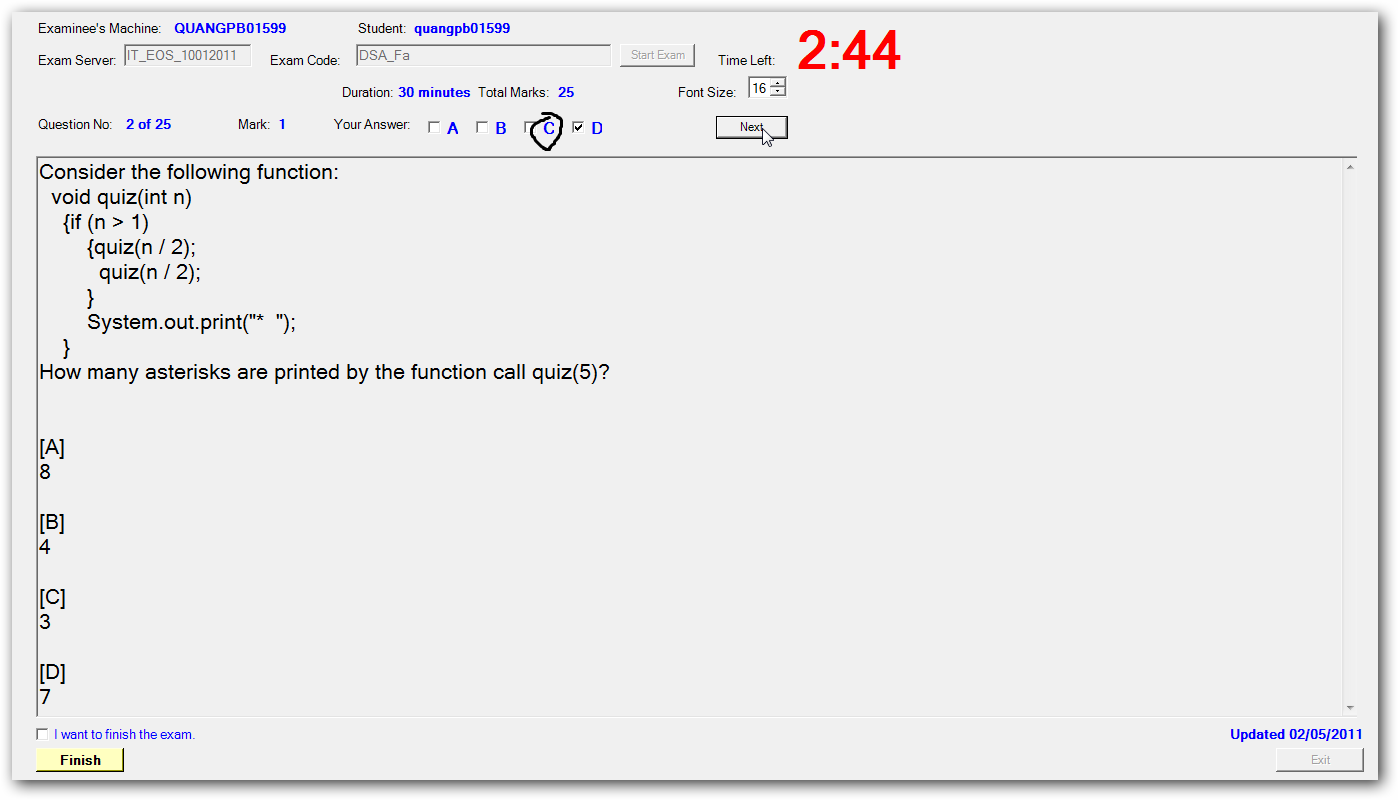 Examinee's Machine: QUANGPB01599 Student: quangpb01599
Exam Server: IT_EOS_10012011 Exam Code: DSA_Fa Start Exam Time Left: 2:44
Duration: 30 minutes Total Marks: 25 Font Size: 16
Question No: 2 of 25 Mark: 1 Your Answer: A B C D Next
Consider the following function:
void quiz(int n)
{if (n > 1)
{quiz(n / 2);
quiz(n / 2);
}
System.out.print("*  ");
}
How many asterisks are printed by the function call quiz(5)?
[A]
8
[B]
4
[C]
3
[D]
7
I want to finish the exam. Updated 02/05/2011
Finish Exit